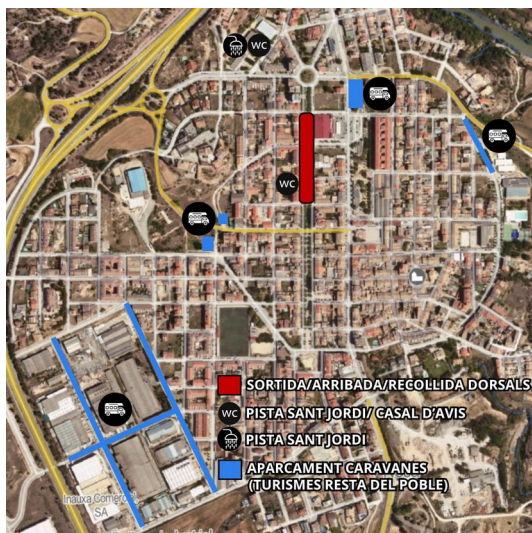 WC
WC
SORTIDA/ARRIBADA/RECOLLIDA DORSALS
WC PISTA SANT JORDI/ CASAL D'AVIS
PISTA SANT JORDI
APARCAMENT CARAVANES
(TURISMES RESTA DEL POBLE)
Inauxa Comercial
SA